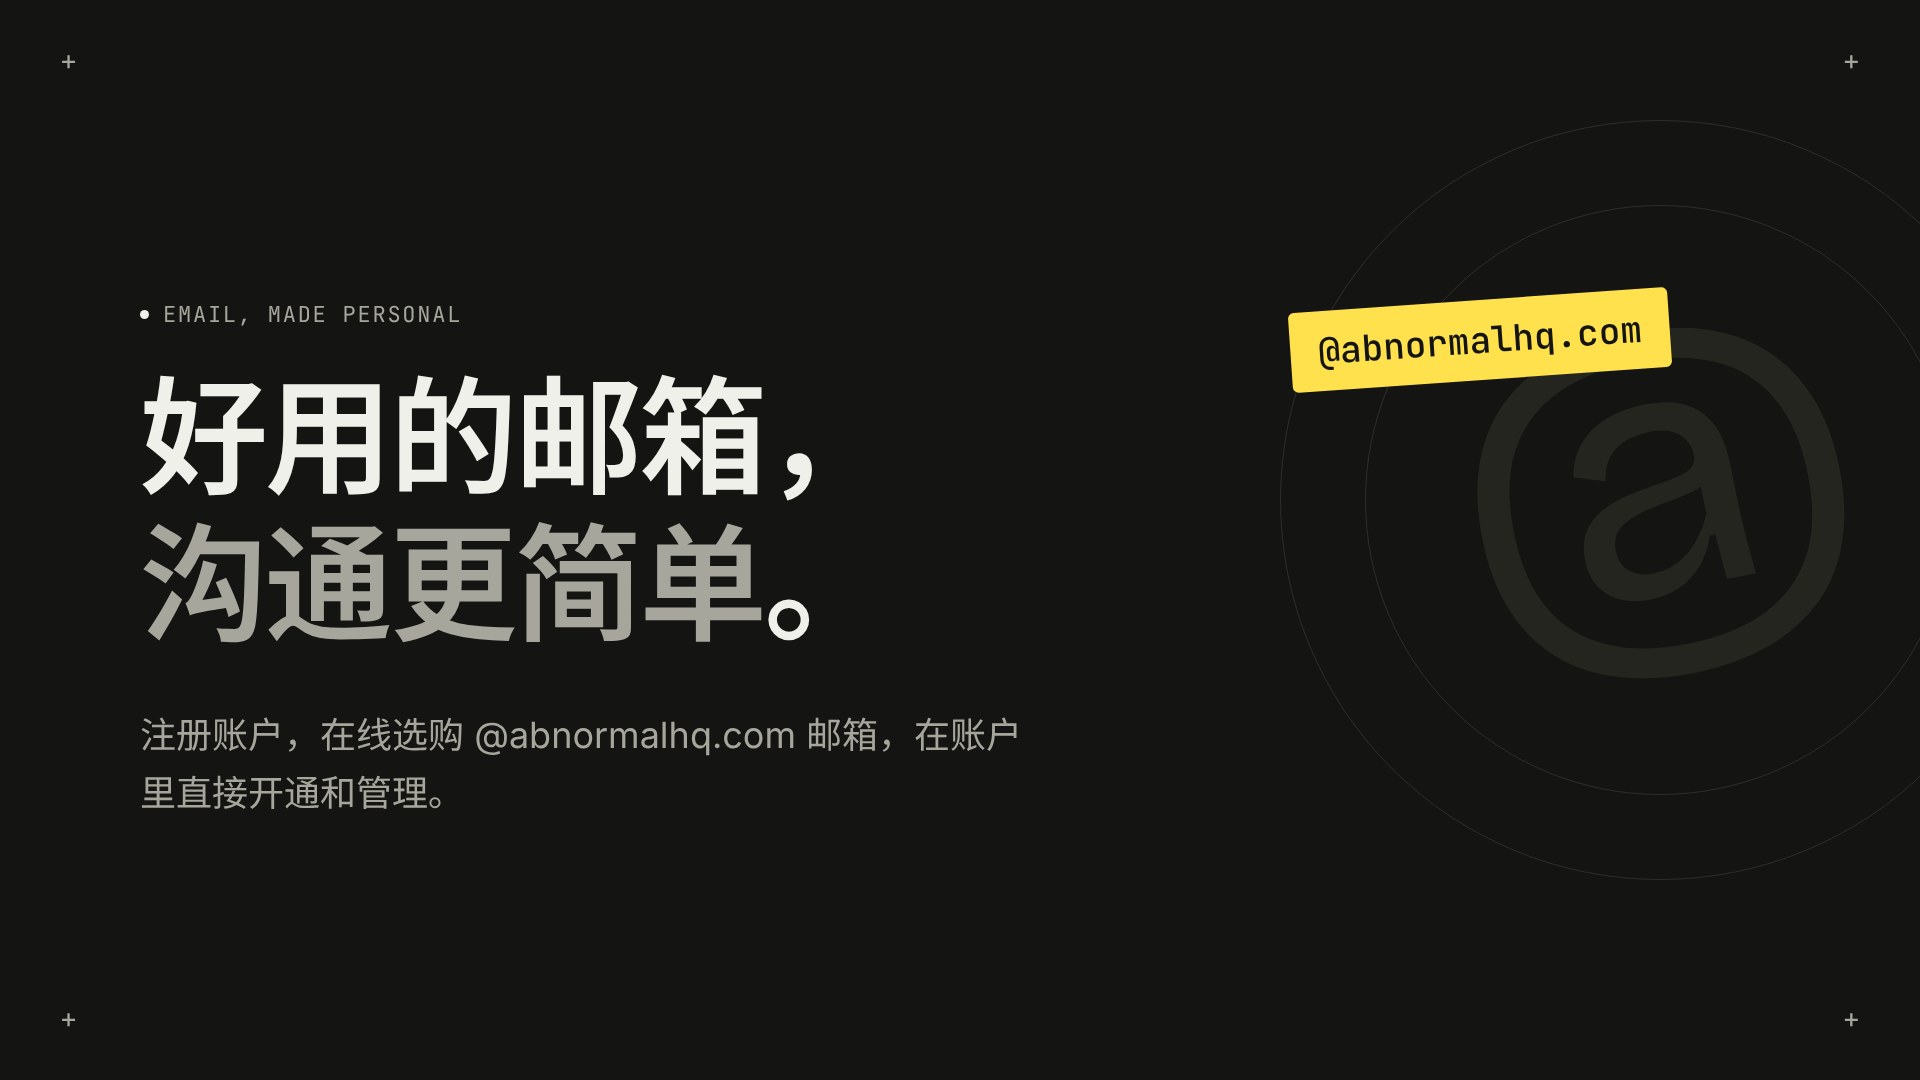 + +
EMAIL, MADE PERSONAL
好用的邮箱，
沟通更简单。
注册账户，在线选购 @abnormalhq.com 邮箱，在账户
里直接开通和管理。
@abnormalhq.com
@
+ +